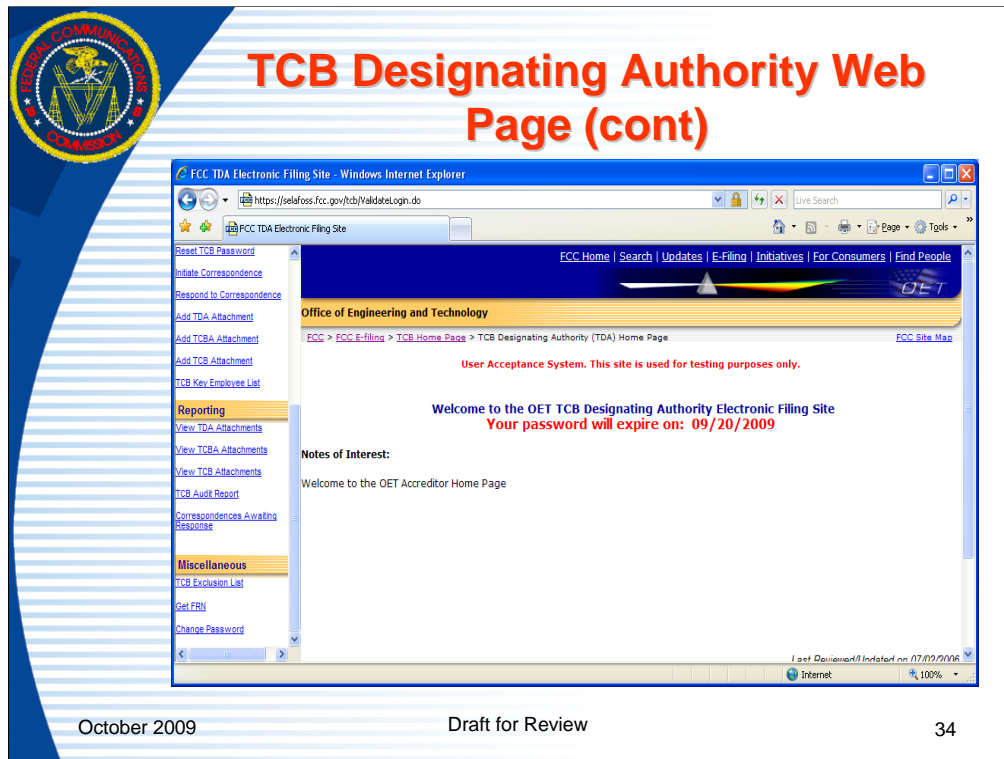 FEDERAL COMMUNICATIONS COMMISSION
TCB Designating Authority Web
Page (cont)
FCC TDA Electronic Filing Site - Windows Internet Explorer
https://selafoss.fcc.gov/tcb/ValidateLogin.do
Live Search
FCC TDA Electronic Filing Site
Page
Tools
Reset TCB Password
Initiate Correspondence
Respond to Correspondence
Add TDA Attachment
Add TCBA Attachment
Add TCB Attachment
TCB Key Employee List
Reporting
View TDA Attachments
View TCBA Attachments
View TCB Attachments
TCB Audit Report
Correspondences Awaiting
Response
Miscellaneous
TCB Exclusion List
Get FRN
Change Password
FCC Home | Search | Updates | E-Filing | Initiatives | For Consumers | Find People
OET
Office of Engineering and Technology
FCC > FCC E-filing > TCB Home Page > TCB Designating Authority (TDA) Home Page
FCC Site Map
User Acceptance System. This site is used for testing purposes only.
Welcome to the OET TCB Designating Authority Electronic Filing Site
Your password will expire on: 09/20/2009
Notes of Interest:
Welcome to the OET Accreditor Home Page
Last Reviewed/Updated on 07/02/2006
Internet
100%
October 2009
Draft for Review
34